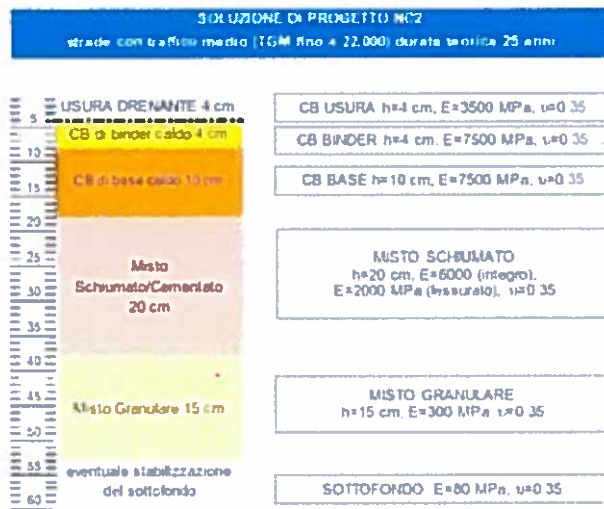 SOLUZIONE DI PROGETTO NC2
strade con traffico medio (TGM fino a 22.000) durata teorica 25 anni
USURA DRENANTE 4 cm
CB USURA h=4 cm, E=3500 MPa, υ=0.35
5
CB di binder caldo 4 cm
CB BINDER h=4 cm. E=7500 MPa, υ=0.35
10
CB di base caldo 10 cm
CB BASE h=10 cm, E=7500 MPa, υ=0.35
15
20
25
Misto
Schiumato/Cementato
20 cm
MISTO SCHIUMATO
h=20 cm, E=6000 (integro),
E=2000 MPa (fessurato), υ=0.35
30
35
40
45
Misto Granulare 15 cm
MISTO GRANULARE
h=15 cm, E=300 MPa, υ=0.35
50
55
eventuale stabilizzazione
del sottofondo
SOTTOFONDO E=80 MPa, υ=0.35
60